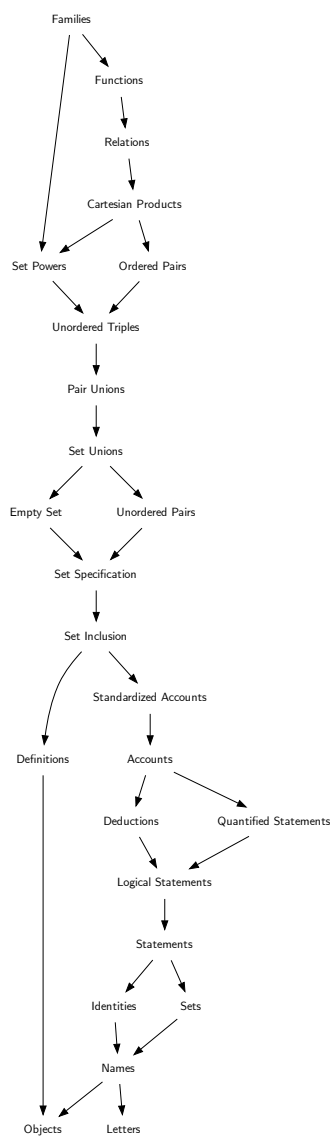 Families
Functions
Relations
Cartesian Products
Set Powers
Ordered Pairs
Unordered Triples
Pair Unions
Set Unions
Empty Set
Unordered Pairs
Set Specification
Set Inclusion
Standardized Accounts
Definitions
Accounts
Deductions
Quantified Statements
Logical Statements
Statements
Identities
Sets
Names
Objects
Letters